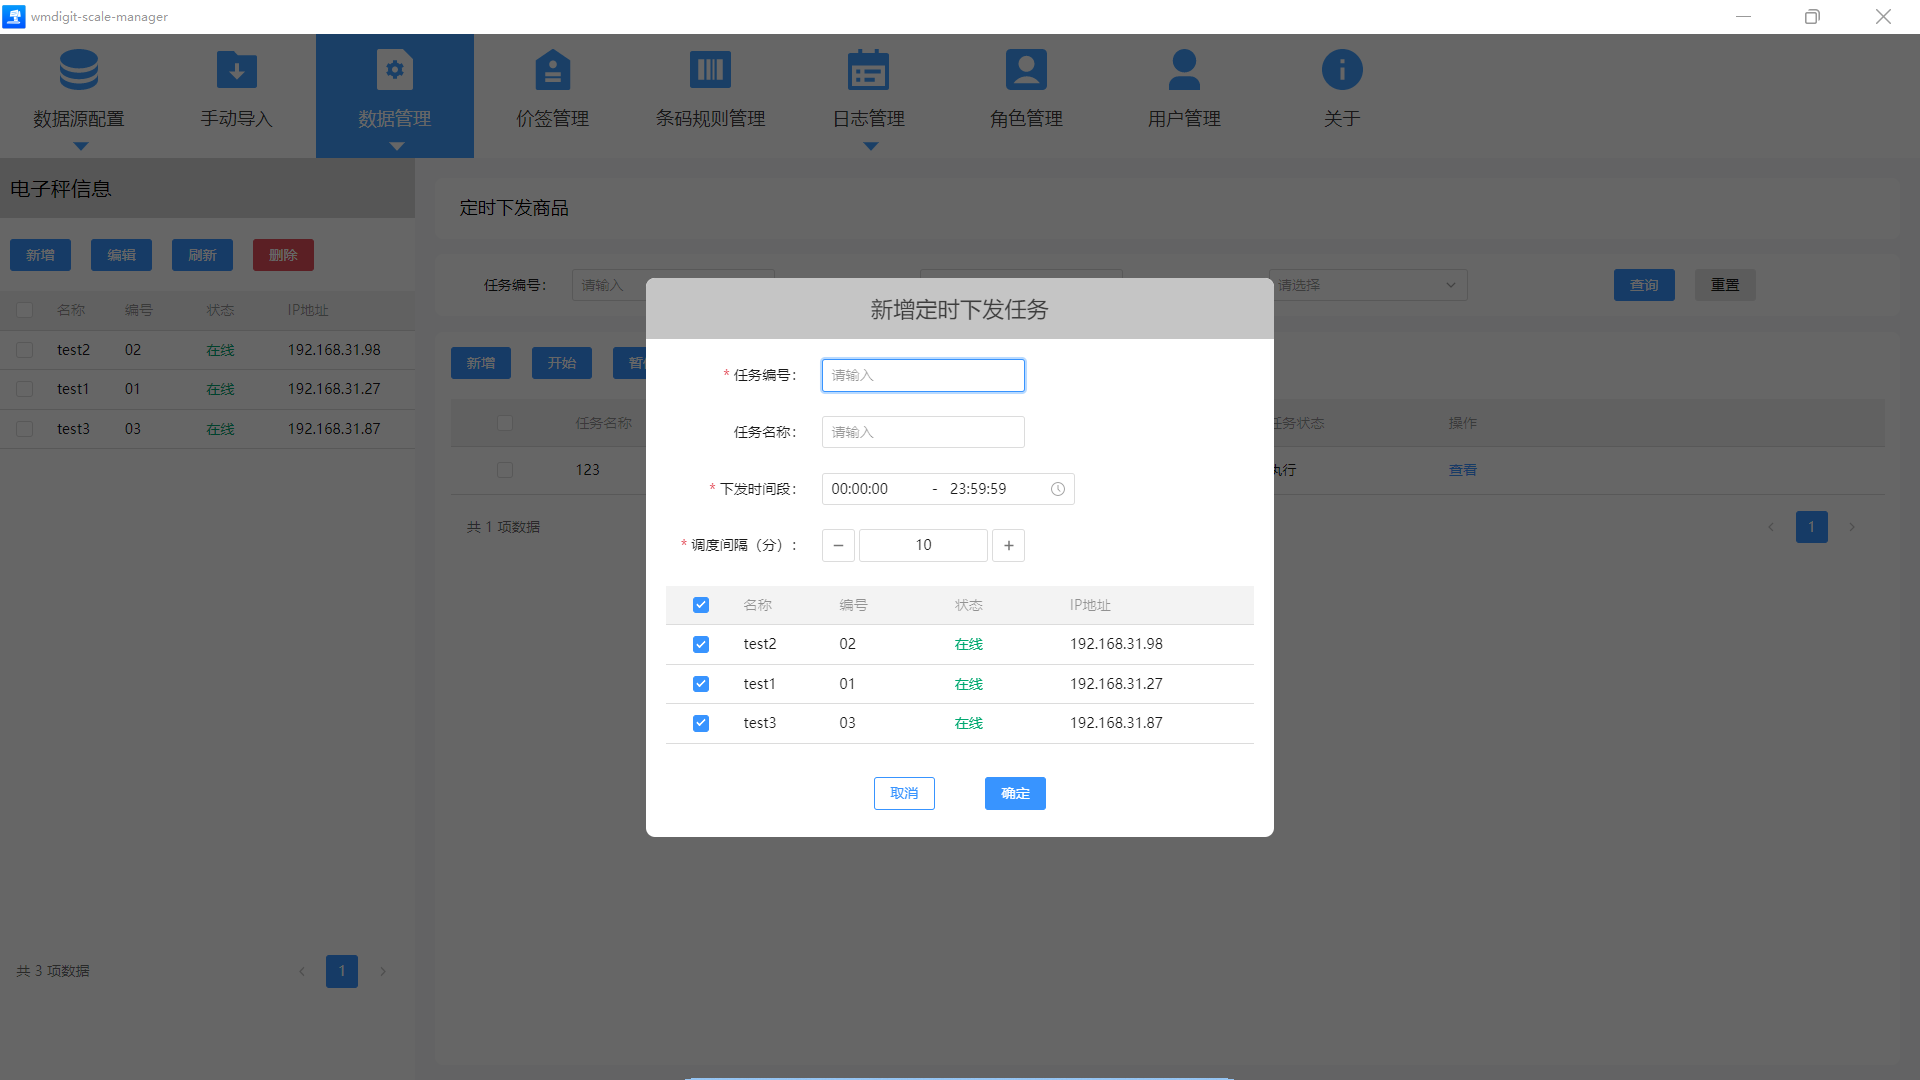 wmdigit-scale-manager
数据源配置
手动导入
数据管理
价签管理
条码规则管理
日志管理
角色管理
用户管理
关于
电子秤信息
新增 编辑 刷新 删除
名称 编号 状态 IP地址
test2 02 在线 192.168.31.98
test1 01 在线 192.168.31.27
test3 03 在线 192.168.31.87
共 3 项数据
1
定时下发商品
任务编号： 请输入
请选择
查询 重置
新增 开始
任务名称
操作
123
查看
共 1 项数据
1
新增定时下发任务
* 任务编号： 请输入
任务名称： 请输入
* 下发时间段： 00:00:00 - 23:59:59
* 调度间隔（分）： − 10 +
名称 编号 状态 IP地址
test2 02 在线 192.168.31.98
test1 01 在线 192.168.31.27
test3 03 在线 192.168.31.87
取消 确定